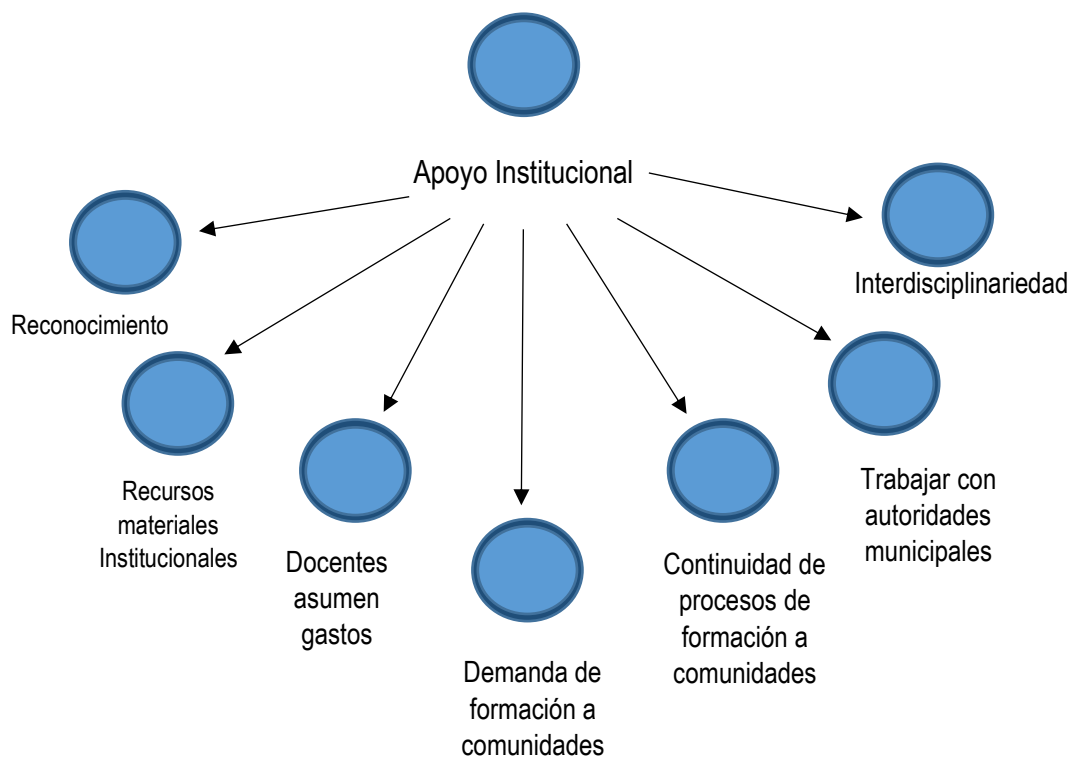 Apoyo Institucional
Reconocimiento
Recursos
materiales
Institucionales
Docentes
asumen
gastos
Demanda de
formación a
comunidades
Continuidad de
procesos de
formación a
comunidades
Trabajar con
autoridades
municipales
Interdisciplinariedad